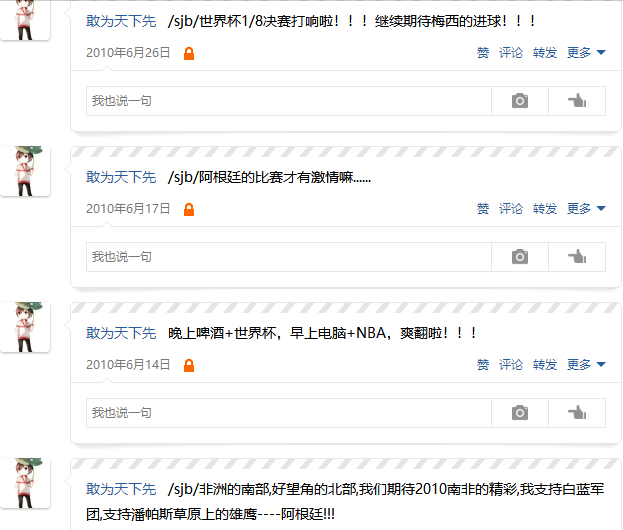 敢为天下先 /sjb/世界杯1/8决赛打响啦！！！继续期待梅西的进球！！！
2010年6月26日 赞 评论 转发 更多
我也说一句
敢为天下先 /sjb/阿根廷的比赛才有激情嘛......
2010年6月17日 赞 评论 转发 更多
我也说一句
敢为天下先 晚上啤酒+世界杯，早上电脑+NBA，爽翻啦！！！
2010年6月14日 赞 评论 转发 更多
我也说一句
敢为天下先 /sjb/非洲的南部,好望角的北部,我们期待2010南非的精彩,我支持白蓝军
团,支持潘帕斯草原上的雄鹰----阿根廷!!!